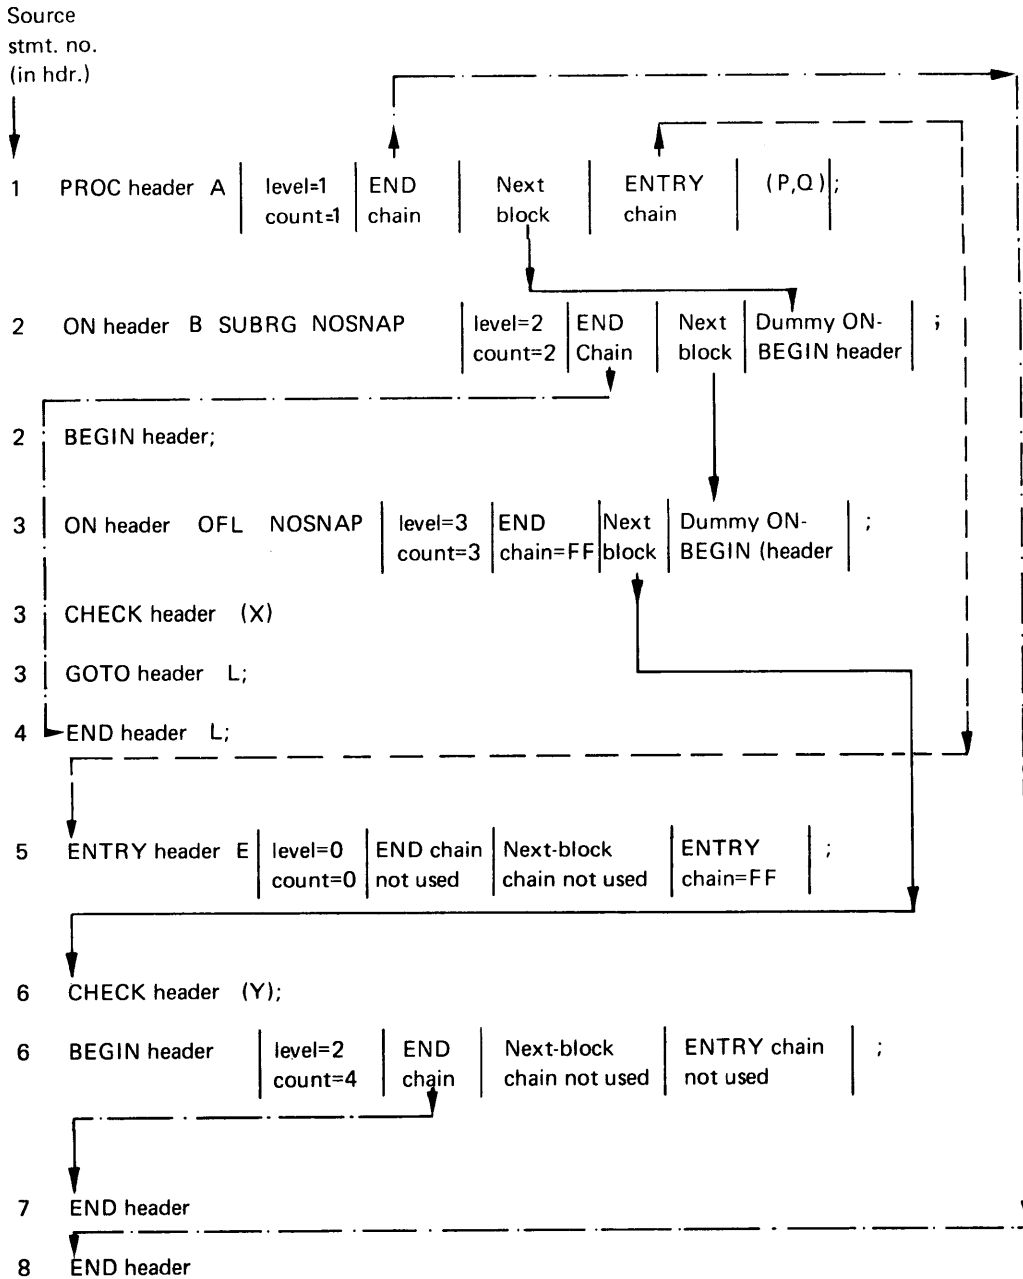 Source
stmt. no.
(in hdr.)
1 PROC header A level=1 END Next ENTRY (P,Q) ;
count=1 chain block chain
2 ON header B SUBRG NOSNAP level=2 END Next Dummy ON- ;
count=2 Chain block BEGIN header
2 BEGIN header;
3 ON header OFL NOSNAP level=3 END Next Dummy ON- ;
count=3 chain=FF block BEGIN (header
3 CHECK header (X)
3 GOTO header L;
4 END header L;
5 ENTRY header E level=0 END chain Next-block ENTRY ;
count=0 not used chain not used chain=FF
6 CHECK header (Y);
6 BEGIN header level=2 END Next-block ENTRY chain ;
count=4 chain chain not used not used
7 END header
8 END header